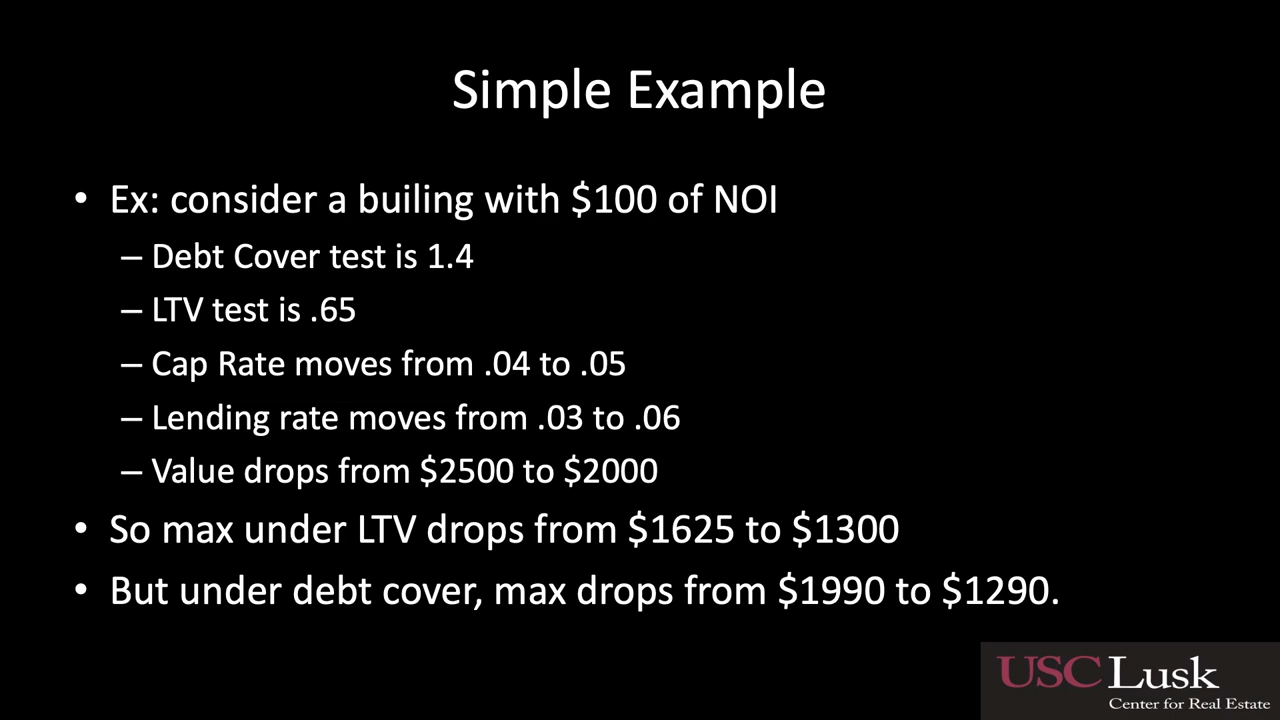 Simple Example
• Ex: consider a builing with $100 of NOI
– Debt Cover test is 1.4
– LTV test is .65
– Cap Rate moves from .04 to .05
– Lending rate moves from .03 to .06
– Value drops from $2500 to $2000
• So max under LTV drops from $1625 to $1300
• But under debt cover, max drops from $1990 to $1290.
USC Lusk
Center for Real Estate